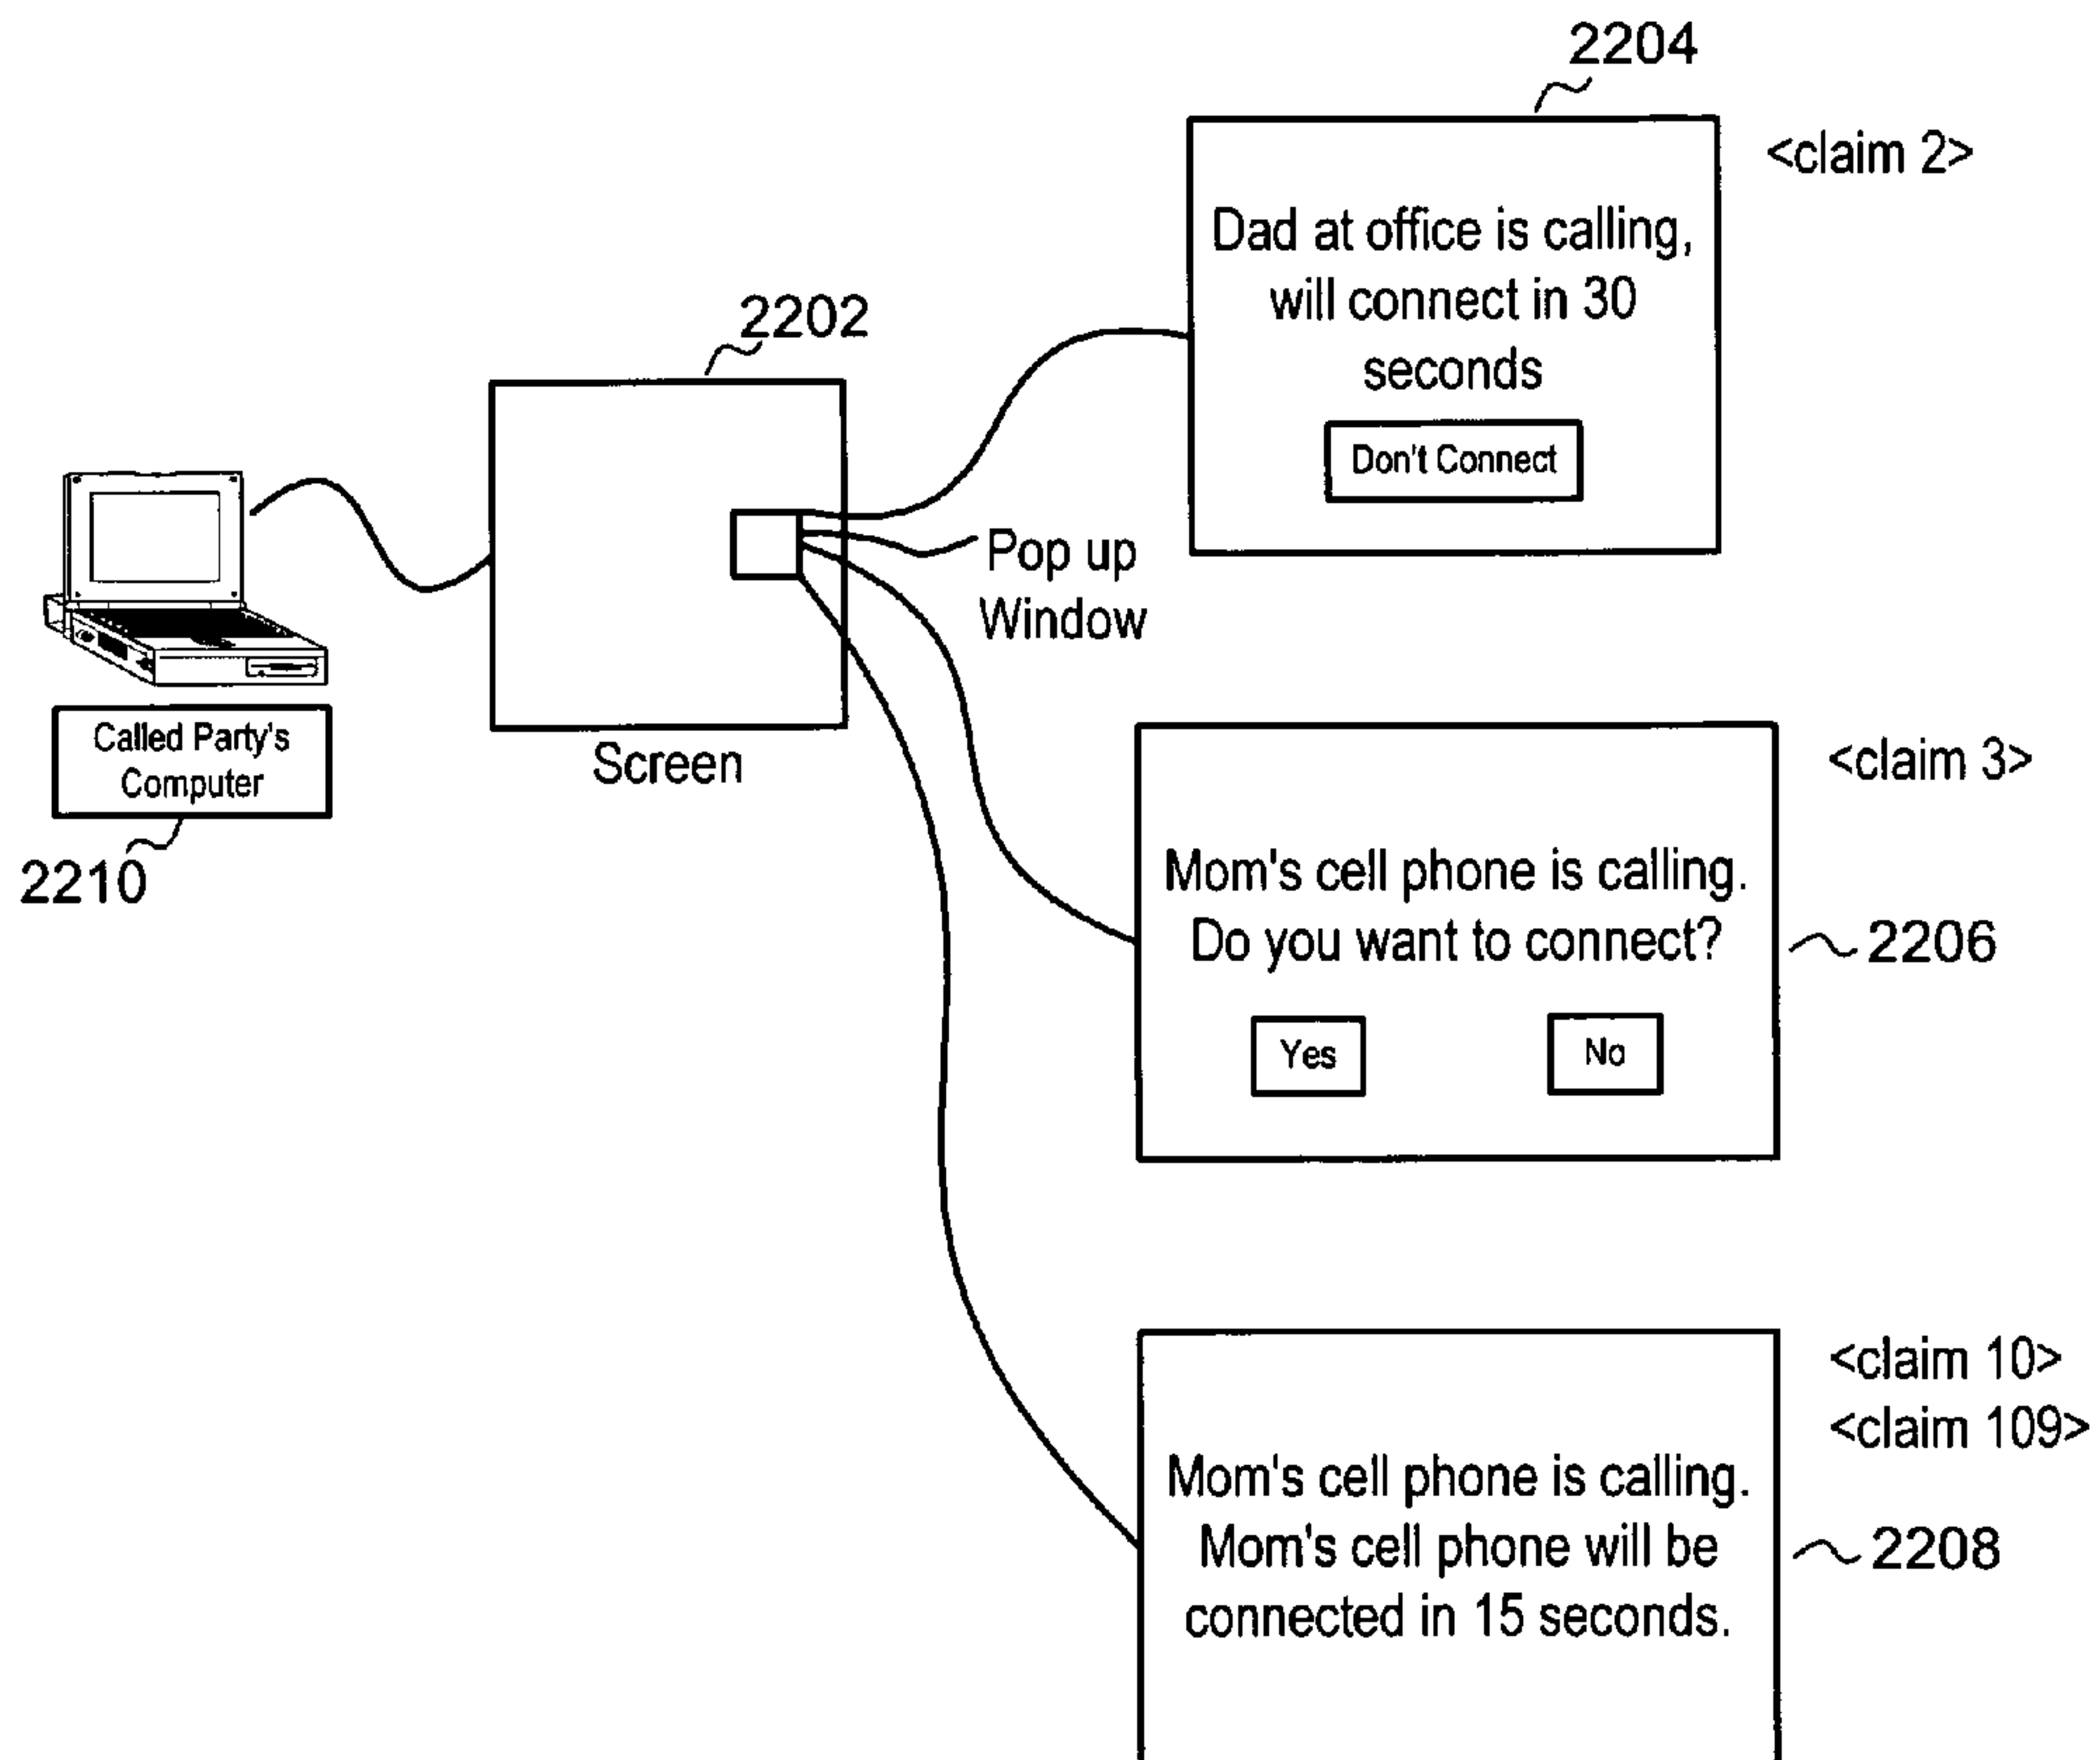 2204
<claim 2>
Dad at office is calling,
will connect in 30
seconds
Don't Connect
2202
Pop up
Window
Screen
Called Party's
Computer
2210
<claim 3>
Mom's cell phone is calling.
Do you want to connect?
2206
Yes
No
<claim 10>
<claim 109>
Mom's cell phone is calling.
Mom's cell phone will be
connected in 15 seconds.
2208